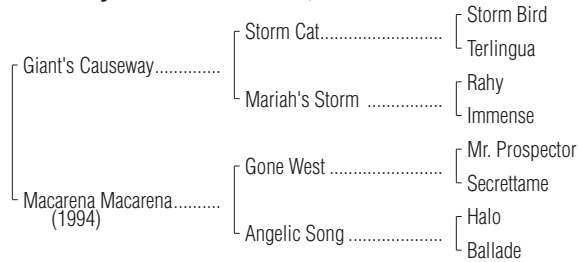 Storm Bird
Storm Cat....................
Terlingua
Giant's Causeway..............
Rahy
Mariah's Storm .................
Immense
Mr. Prospector
Gone West .........................
Secrettame
Macarena Macarena..........
(1994)
Halo
Angelic Song .....................
Ballade